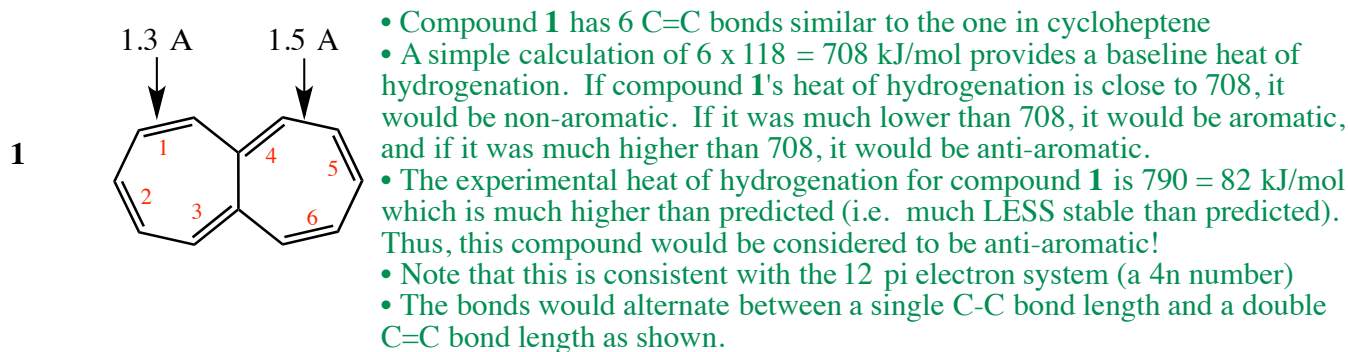 1.3 A 1.5 A
1
1
2
3
4
5
6
• Compound 1 has 6 C=C bonds similar to the one in cycloheptene
• A simple calculation of 6 x 118 = 708 kJ/mol provides a baseline heat of
hydrogenation. If compound 1's heat of hydrogenation is close to 708, it
would be non-aromatic. If it was much lower than 708, it would be aromatic,
and if it was much higher than 708, it would be anti-aromatic.
• The experimental heat of hydrogenation for compound 1 is 790 = 82 kJ/mol
which is much higher than predicted (i.e. much LESS stable than predicted).
Thus, this compound would be considered to be anti-aromatic!
• Note that this is consistent with the 12 pi electron system (a 4n number)
• The bonds would alternate between a single C-C bond length and a double
C=C bond length as shown.